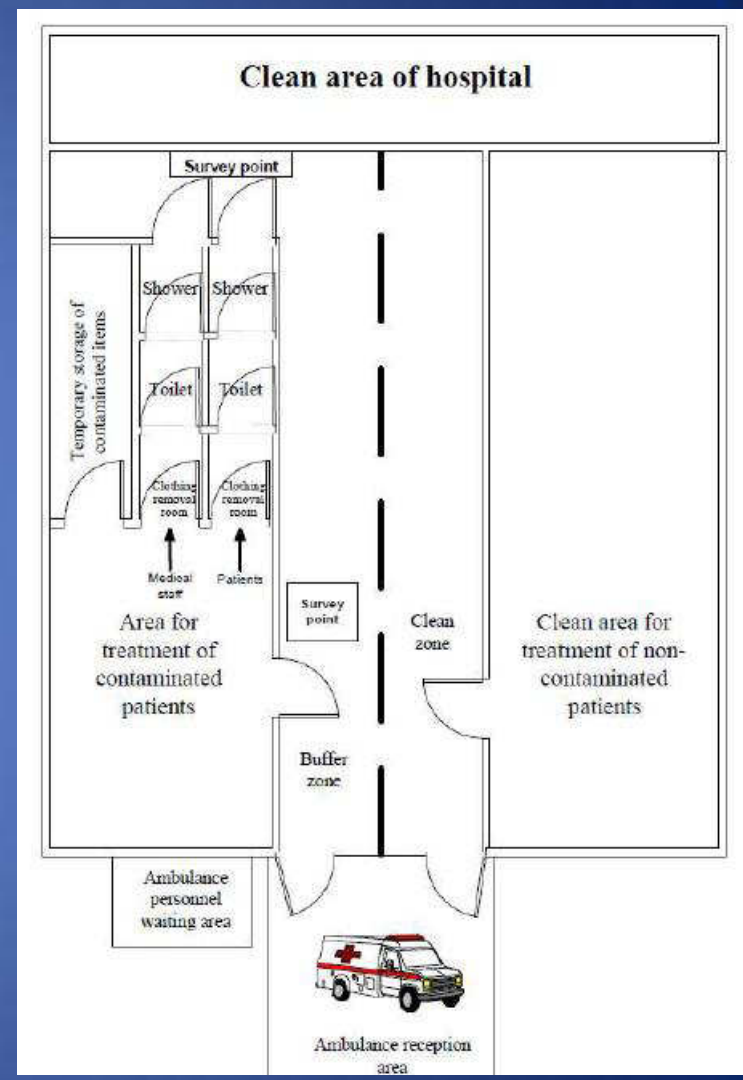 Clean area of hospital
Survey point
Shower
Shower
Temporary storage of
contaminated items
Toilet
Toilet
Clothing
removal
room
Clothing
removal
room
Medical
staff
Patients
Area for
treatment of
contaminated
patients
Survey
point
Clean
zone
Clean area for
treatment of non-
contaminated
patients
Buffer
zone
Ambulance
personnel
waiting area
Ambulance reception
area